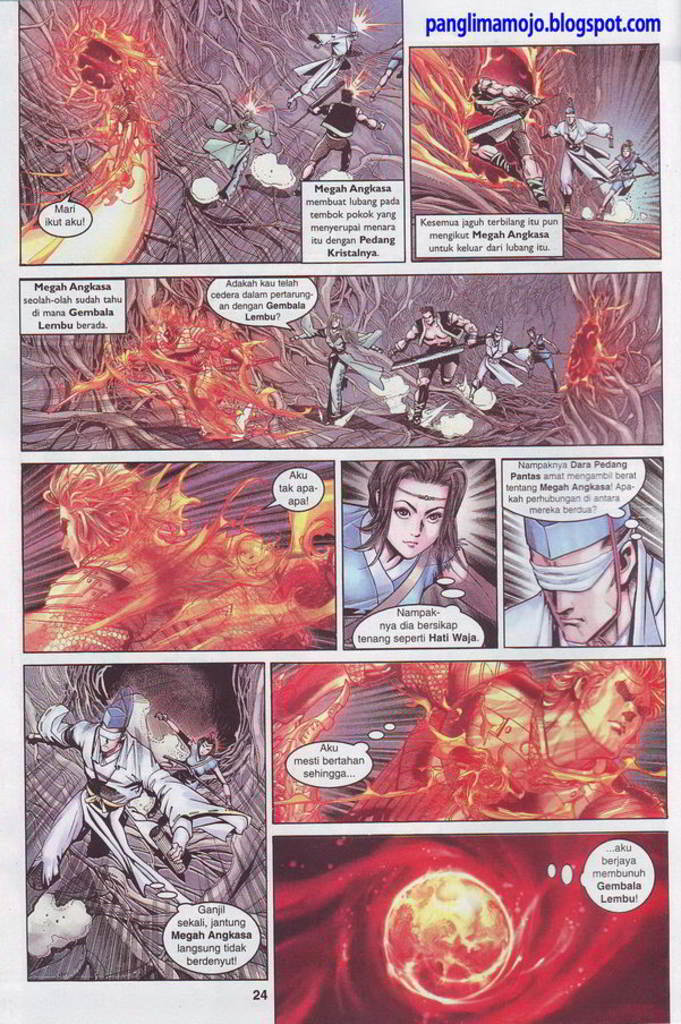 panglimamojo.blogspot.com
Mari
ikut aku!
Megah Angkasa
membuat lubang pada
tembok pokok yang
menyerupai menara
itu dengan Pedang
Kristalnya.
Kesemua jaguh terbilang itu pun
mengikut Megah Angkasa
untuk keluar dari lubang itu.
Megah Angkasa
seolah-olah sudah tahu
di mana Gembala
Lembu berada.
Adakah kau telah
cedera dalam pertarung-
an dengan Gembala
Lembu?
Aku
tak apa-
apa!
Nampak-
nya dia bersikap
tenang seperti Hati Waja.
Nampaknya Dara Pedang
Pantas amat mengambil berat
tentang Megah Angkasa! Apa-
kah perhubungan di antara
mereka berdua?
Ganjil
sekali, jantung
Megah Angkasa
langsung tidak
berdenyut!
Aku
mesti bertahan
sehingga...
...aku
berjaya
membunuh
Gembala
Lembu!
24